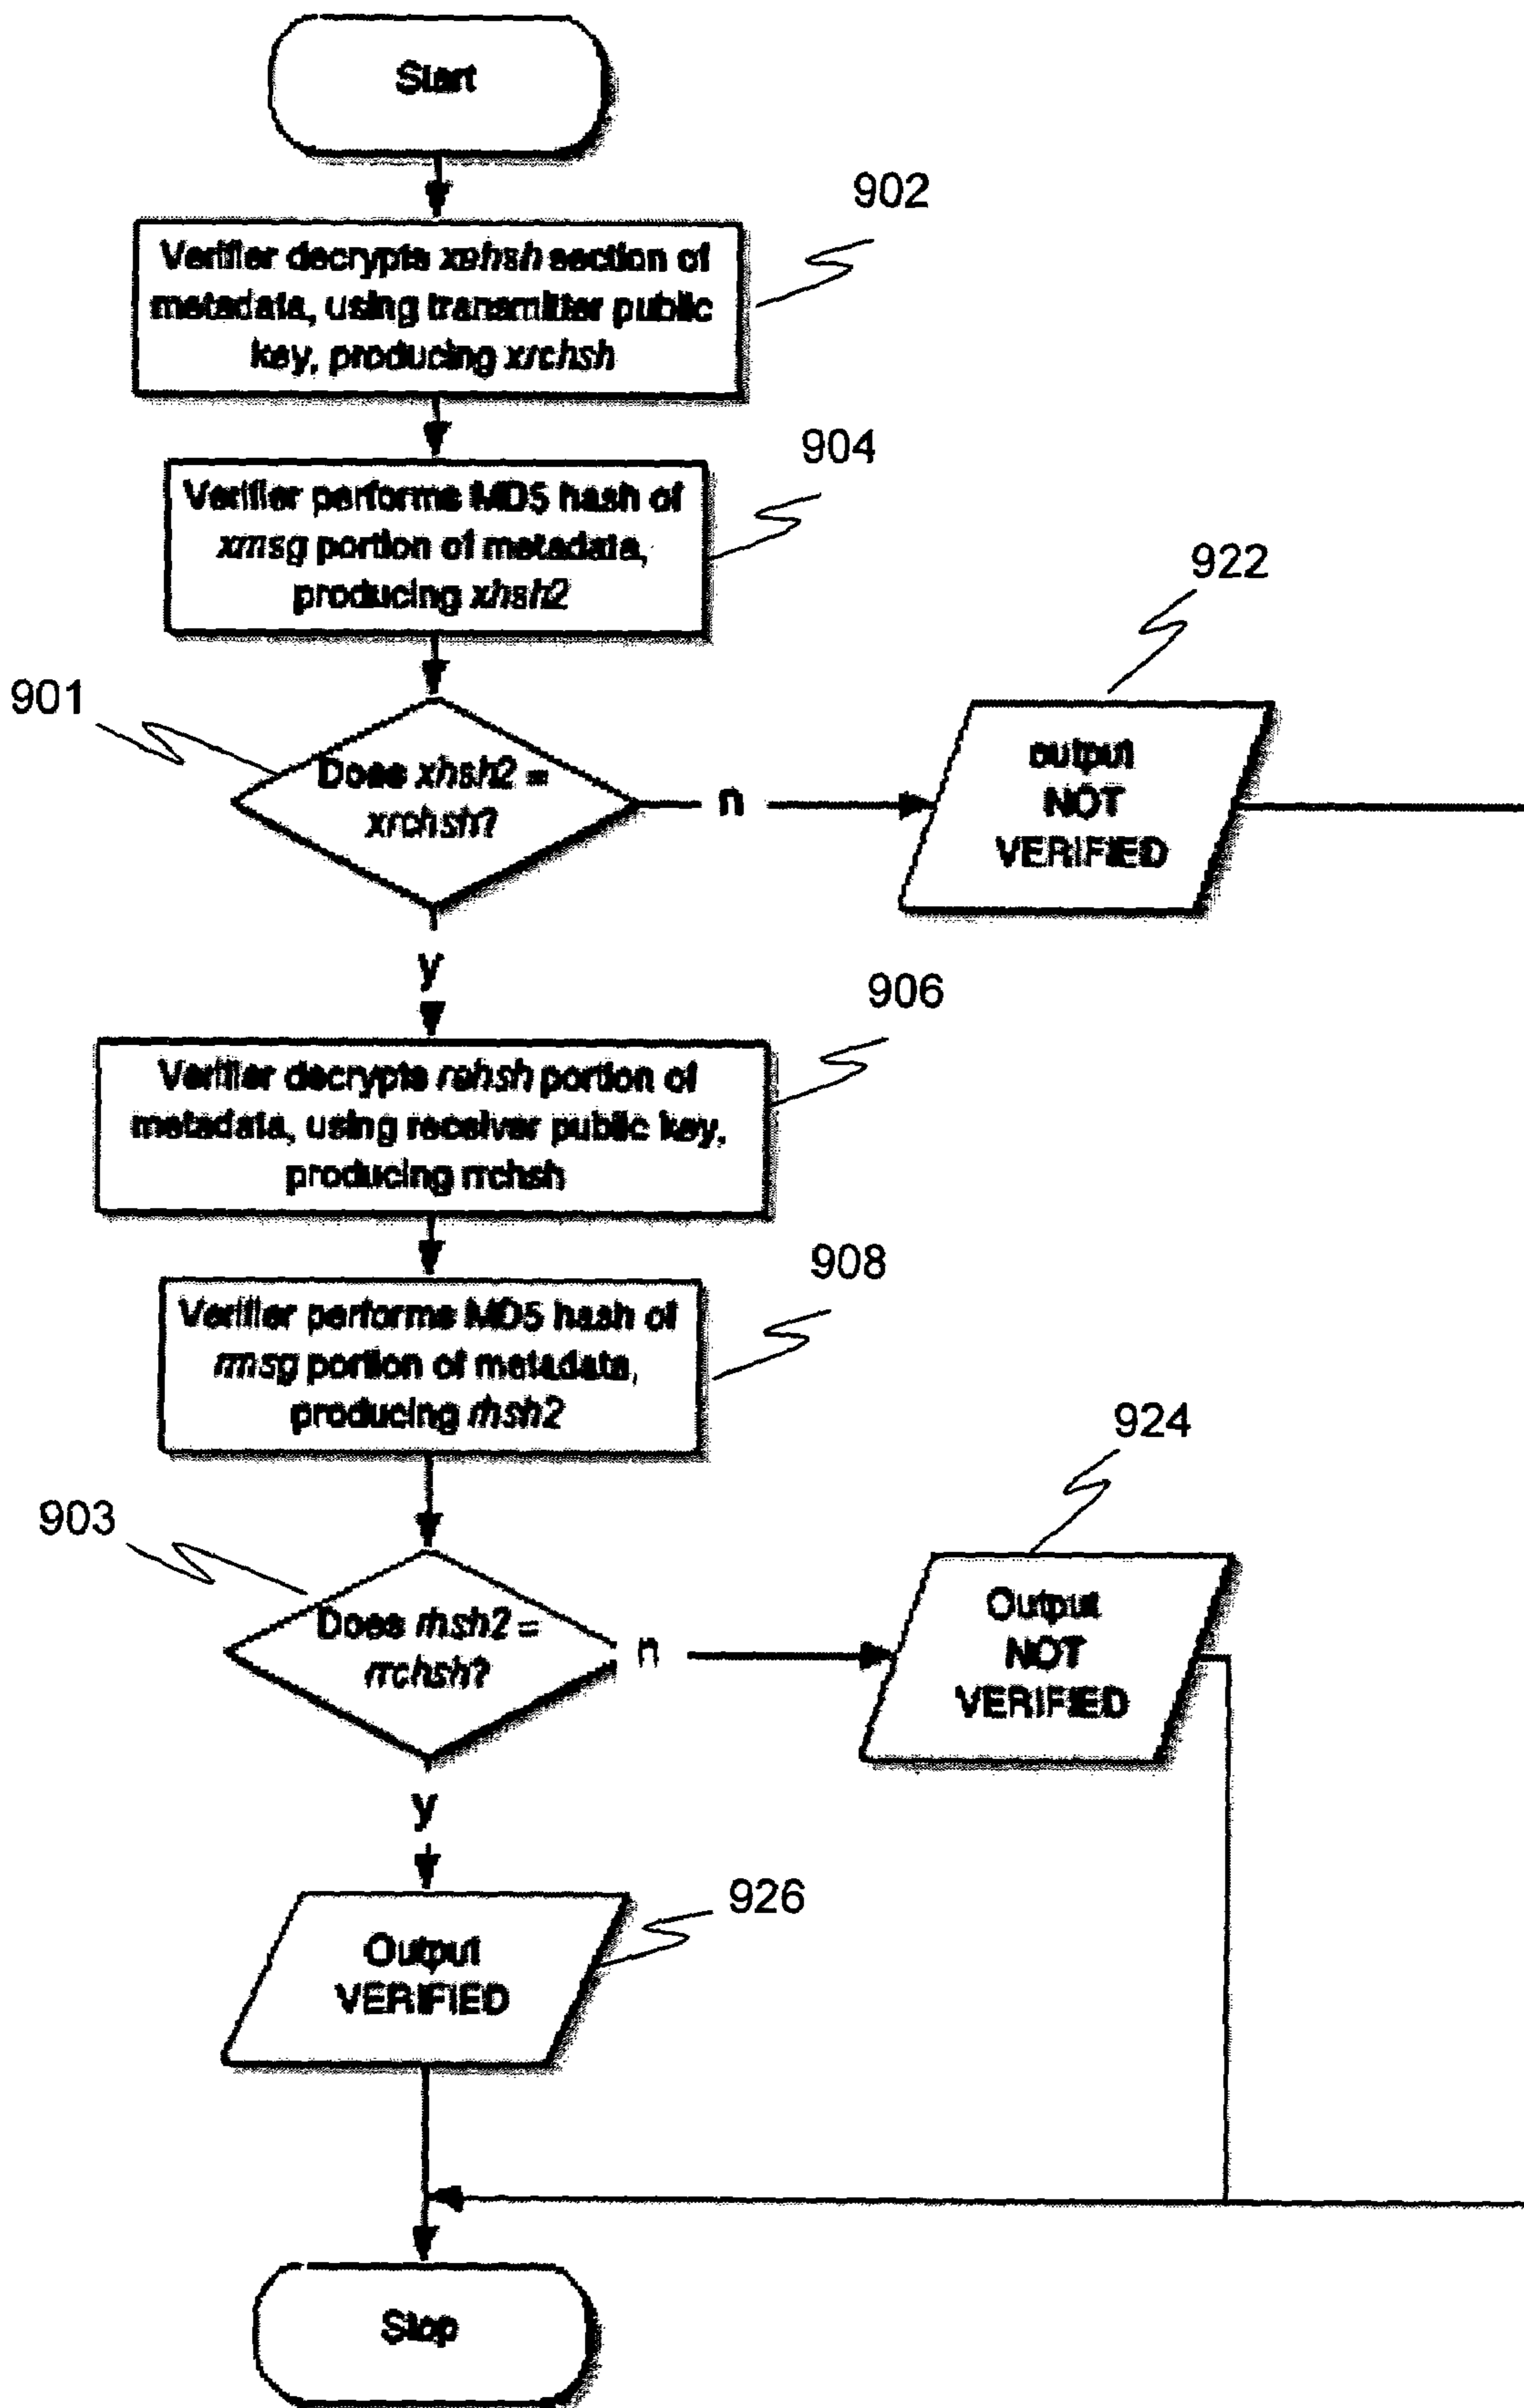 Start
902
Verifier decrypts xehsh section of
metadata, using transmitter public
key, producing xrchsh
904
Verifier performs MD5 hash of
xmsg portion of metadata,
producing xhsh2
922
901
Does xhsh2 =
xrchsh?
n
output
NOT
VERIFIED
y
906
Verifier decrypts rehsh portion of
metadata, using receiver public key,
producing rrchsh
908
Verifier performs MD5 hash of
rmsg portion of metadata,
producing rhsh2
924
903
Does rhsh2 =
rrchsh?
n
Output
NOT
VERIFIED
y
926
Output
VERIFIED
Stop